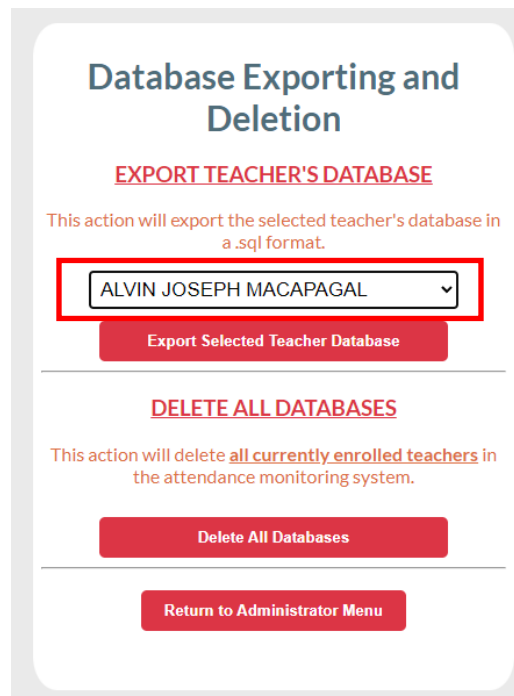 Database Exporting and
Deletion
EXPORT TEACHER'S DATABASE
This action will export the selected teacher's database in
a .sql format.
ALVIN JOSEPH MACAPAGAL
Export Selected Teacher Database
DELETE ALL DATABASES
This action will delete all currently enrolled teachers in
the attendance monitoring system.
Delete All Databases
Return to Administrator Menu